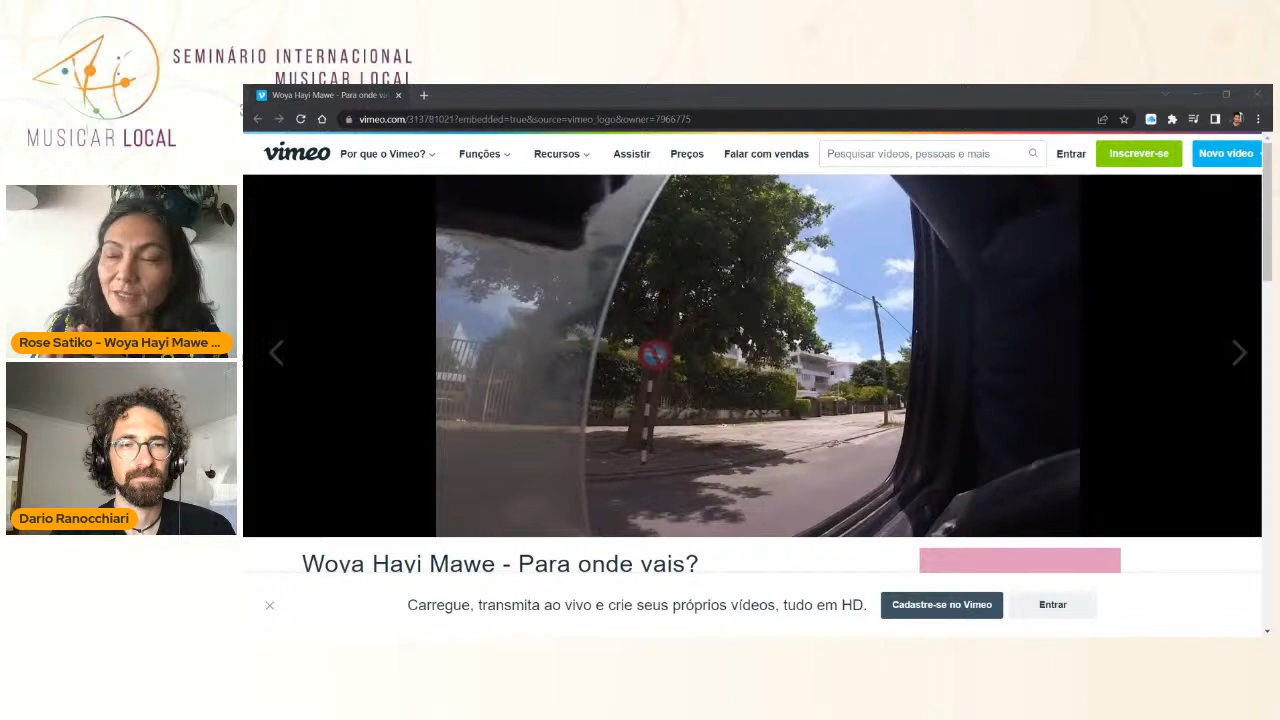 SEMINÁRIO INTERNACIONAL
MUSICAR LOCAL
MUSICAR LOCAL
Woya Hayi Mawe - Para onde va
vimeo.com/313781021?embedded=true&source=vimeo_logo&owner=7966775
vimeo
Por que o Vimeo?
Funções
Recursos
Assistir
Preços
Falar com vendas
Pesquisar vídeos, pessoas e mais
Entrar
Inscrever-se
Novo vídeo
Rose Satiko - Woya Hayi Mawe ...
Dario Ranocchiari
Woya Hayi Mawe - Para onde vais?
Carregue, transmita ao vivo e crie seus próprios vídeos, tudo em HD.
Cadastre-se no Vimeo
Entrar